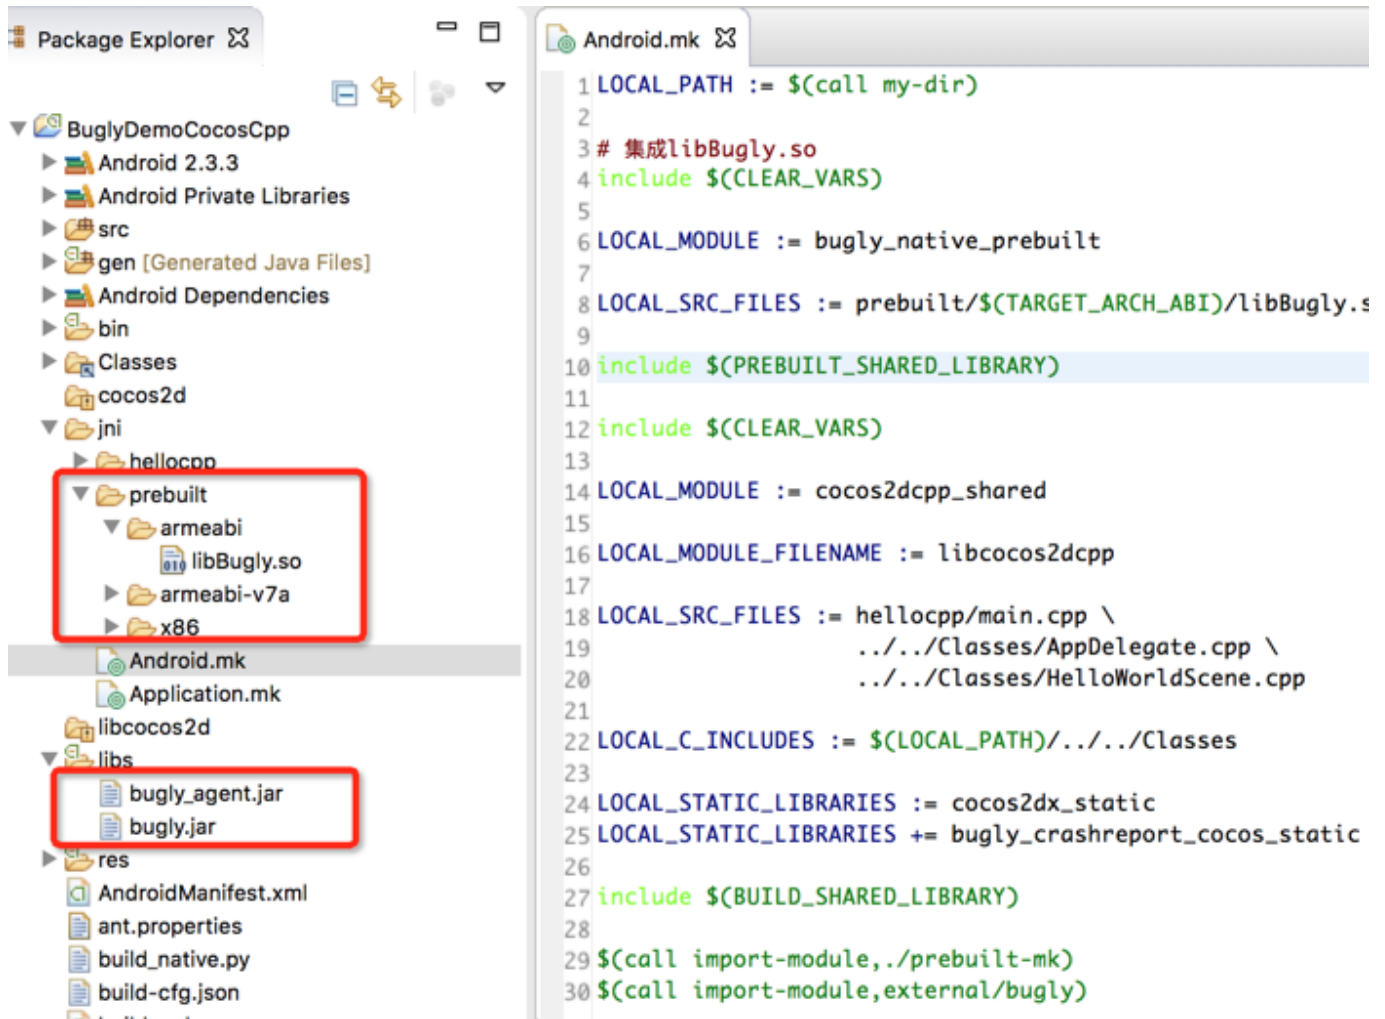 Package Explorer
BuglyDemoCocosCpp
Android 2.3.3
Android Private Libraries
src
gen [Generated Java Files]
Android Dependencies
bin
Classes
cocos2d
jni
hellocpp
prebuilt
armeabi
libBugly.so
armeabi-v7a
x86
Android.mk
Application.mk
libcocos2d
libs
bugly_agent.jar
bugly.jar
res
AndroidManifest.xml
ant.properties
build_native.py
build-cfg.json
Android.mk
1 LOCAL_PATH := $(call my-dir)
2
3 # 集成libBugly.so
4 include $(CLEAR_VARS)
5
6 LOCAL_MODULE := bugly_native_prebuilt
7
8 LOCAL_SRC_FILES := prebuilt/$(TARGET_ARCH_ABI)/libBugly.s
9
10 include $(PREBUILT_SHARED_LIBRARY)
11
12 include $(CLEAR_VARS)
13
14 LOCAL_MODULE := cocos2dcpp_shared
15
16 LOCAL_MODULE_FILENAME := libcocos2dcpp
17
18 LOCAL_SRC_FILES := hellocpp/main.cpp \
19 ../../Classes/AppDelegate.cpp \
20 ../../Classes/HelloWorldScene.cpp
21
22 LOCAL_C_INCLUDES := $(LOCAL_PATH)/../../Classes
23
24 LOCAL_STATIC_LIBRARIES := cocos2dx_static
25 LOCAL_STATIC_LIBRARIES += bugly_crashreport_cocos_static
26
27 include $(BUILD_SHARED_LIBRARY)
28
29 $(call import-module,./prebuilt-mk)
30 $(call import-module,external/bugly)